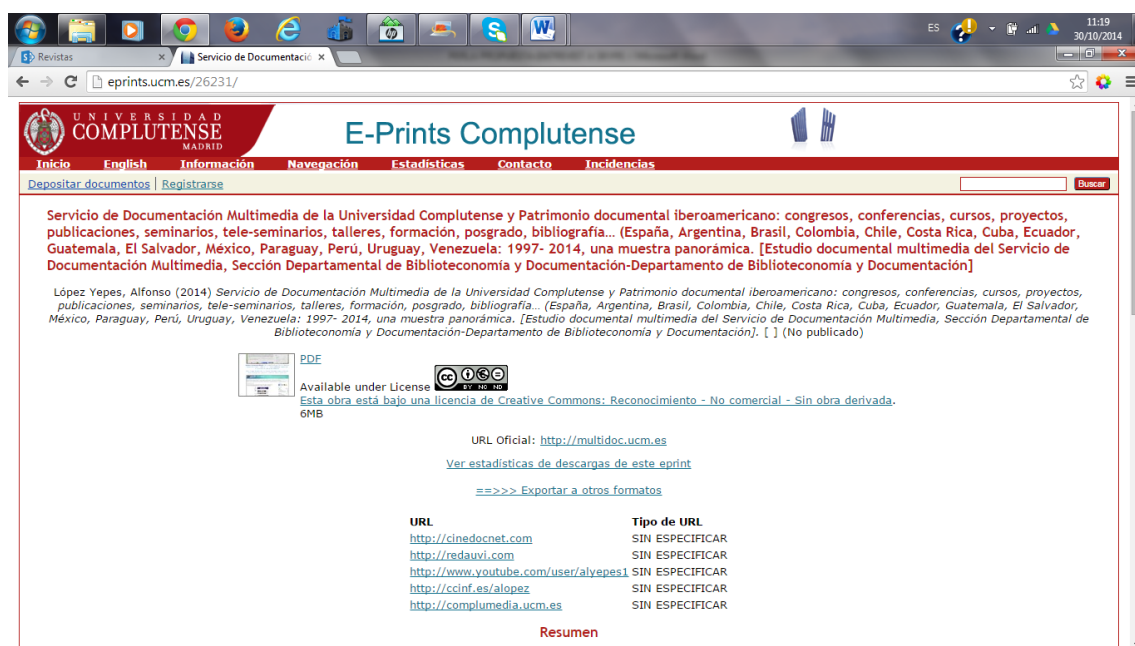 ES
11:19
30/10/2014
Revistas
Servicio de Documentació
eprints.ucm.es/26231/
UNIVERSIDAD
COMPLUTENSE
MADRID
E-Prints Complutense
Inicio English Información Navegación Estadísticas Contacto Incidencias
Depositar documentos | Registrarse
Buscar
Servicio de Documentación Multimedia de la Universidad Complutense y Patrimonio documental iberoamericano: congresos, conferencias, cursos, proyectos,
publicaciones, seminarios, tele-seminarios, talleres, formación, posgrado, bibliografía... (España, Argentina, Brasil, Colombia, Chile, Costa Rica, Cuba, Ecuador,
Guatemala, El Salvador, México, Paraguay, Perú, Uruguay, Venezuela: 1997- 2014, una muestra panorámica. [Estudio documental multimedia del Servicio de
Documentación Multimedia, Sección Departamental de Biblioteconomía y Documentación-Departamento de Biblioteconomía y Documentación]
López Yepes, Alfonso (2014) Servicio de Documentación Multimedia de la Universidad Complutense y Patrimonio documental iberoamericano: congresos, conferencias, cursos, proyectos,
publicaciones, seminarios, tele-seminarios, talleres, formación, posgrado, bibliografía... (España, Argentina, Brasil, Colombia, Chile, Costa Rica, Cuba, Ecuador, Guatemala, El Salvador,
México, Paraguay, Perú, Uruguay, Venezuela: 1997- 2014, una muestra panorámica. [Estudio documental multimedia del Servicio de Documentación Multimedia, Sección Departamental de
Biblioteconomía y Documentación-Departamento de Biblioteconomía y Documentación]. [ ] (No publicado)
PDF
Available under License
cc BY NC ND
Esta obra está bajo una licencia de Creative Commons: Reconocimiento - No comercial - Sin obra derivada.
6MB
URL Oficial: http://multidoc.ucm.es
Ver estadísticas de descargas de este eprint
==>>> Exportar a otros formatos
URL Tipo de URL
http://cinedocnet.com SIN ESPECIFICAR
http://redauvi.com SIN ESPECIFICAR
http://www.youtube.com/user/alyepes1 SIN ESPECIFICAR
http://ccinf.es/alopez SIN ESPECIFICAR
http://complumedia.ucm.es SIN ESPECIFICAR
Resumen